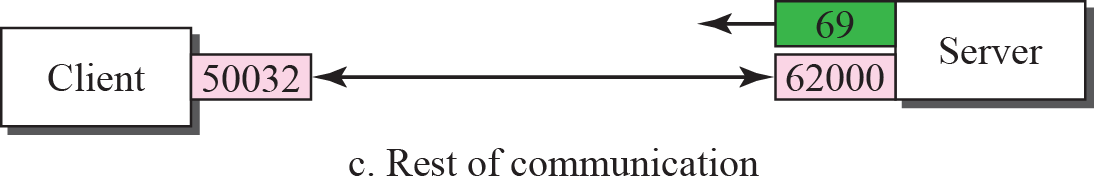 69
Server
Client
50032
62000
c. Rest of communication